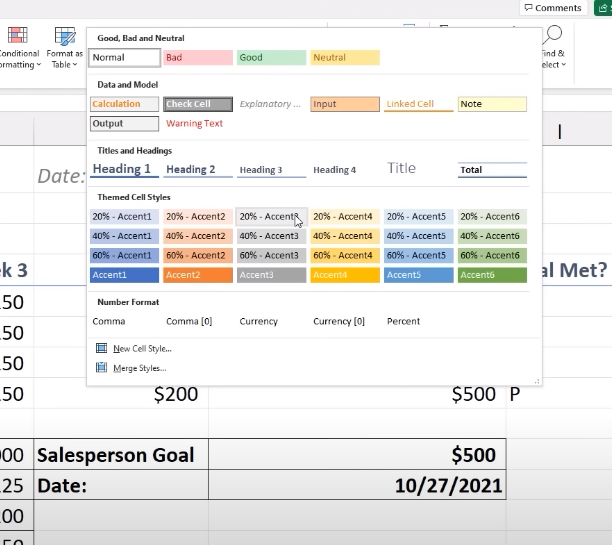 Comments
Conditional Formatting
Format as Table
Find & Select
Good, Bad and Neutral
Normal Bad Good Neutral
Data and Model
Calculation Check Cell Explanatory ... Input Linked Cell Note
Output Warning Text
Titles and Headings
Heading 1 Heading 2 Heading 3 Heading 4 Title Total
Themed Cell Styles
20% - Accent1 20% - Accent2 20% - Accent3 20% - Accent4 20% - Accent5 20% - Accent6
40% - Accent1 40% - Accent2 40% - Accent3 40% - Accent4 40% - Accent5 40% - Accent6
60% - Accent1 60% - Accent2 60% - Accent3 60% - Accent4 60% - Accent5 60% - Accent6
Accent1 Accent2 Accent3 Accent4 Accent5 Accent6
Number Format
Comma Comma [0] Currency Currency [0] Percent
New Cell Style...
Merge Styles...
I
Date:
ek 3 al Met?
50
50
50
50 $200 $500 P
00 Salesperson Goal $500
25 Date: 10/27/2021
00